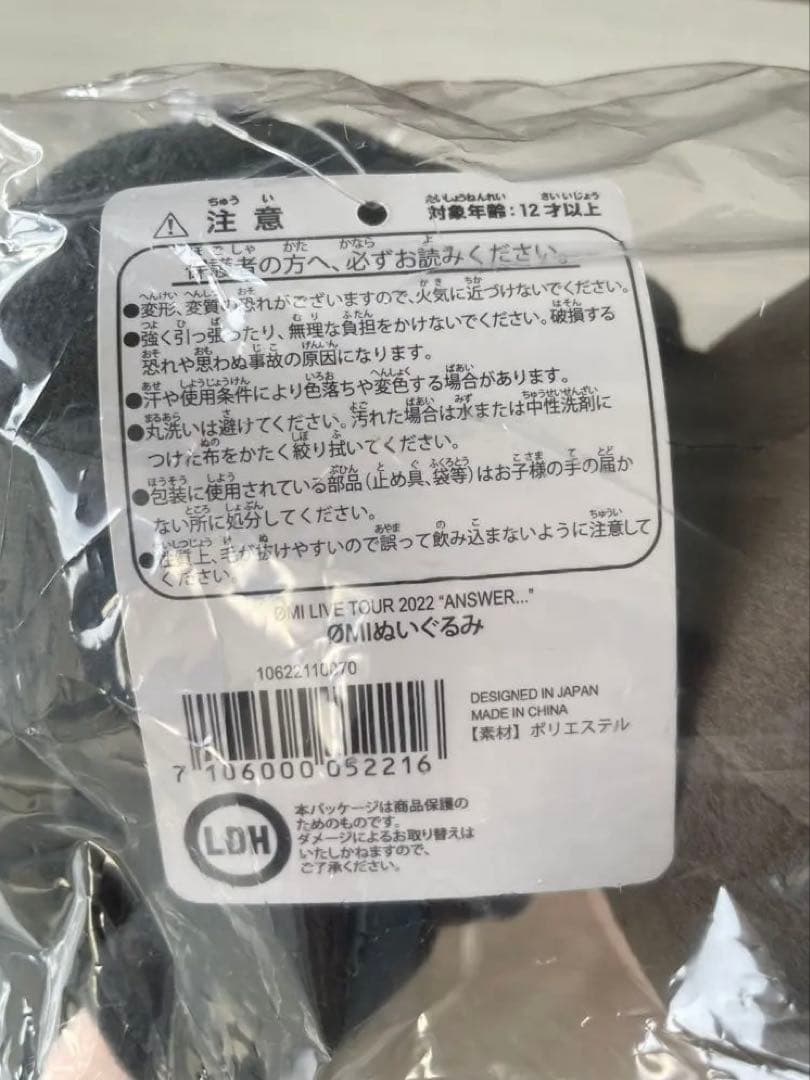 ⚠注意 対象年齢:12才以上
保護者の方へ、必ずお読みください。
●変形、変質の恐れがございますので、火気に近づけないでください。
●強く引っ張ったり、無理な負担をかけないでください。破損する
恐れや思わぬ事故の原因になります。
●汗や使用条件により色落ちや変色する場合があります。
●丸洗いは避けてください。汚れた場合は水または中性洗剤に
つけた布をかたく絞り拭いてください。
●包装に使用されている部品(止め具、袋等)はお子様の手の届か
ない所に処分してください。
●性質上、毛が抜けやすいので誤って飲み込まないように注意して
ください。
ØMI LIVE TOUR 2022 “ANSWER...”
ØMIぬいぐるみ
10622110070
DESIGNED IN JAPAN
MADE IN CHINA
【素材】ポリエステル
7 106000 052216
LDH
本パッケージは商品保護の
ためのものです。
ダメージによるお取り替えは
いたしかねますので、
ご了承ください。